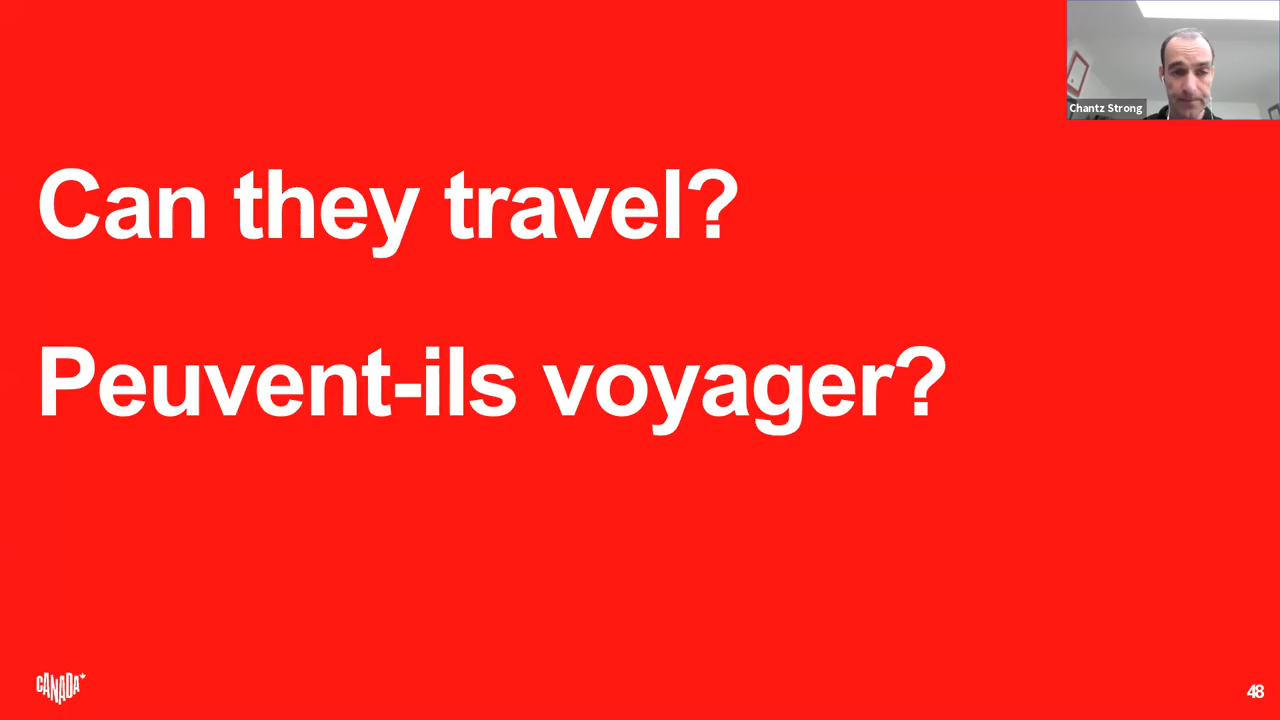 Chantz Strong
Can they travel?
Peuvent-ils voyager?
CANADA
48